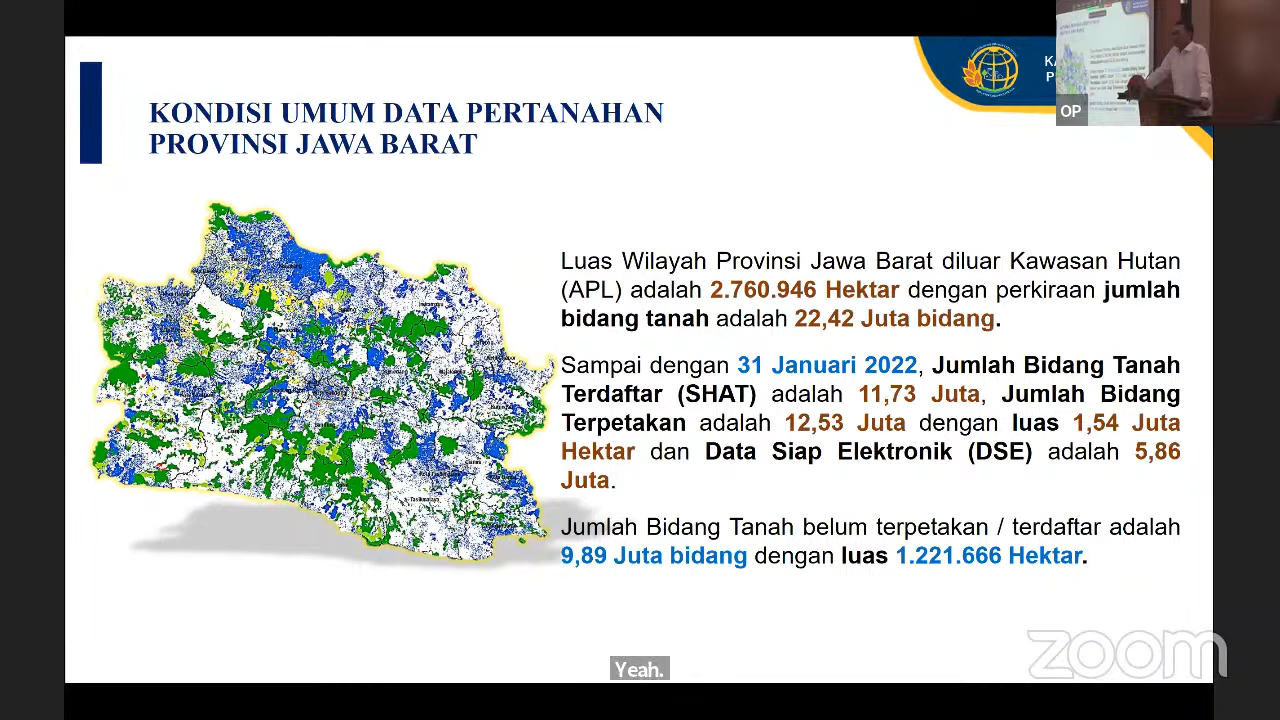 KONDISI UMUM DATA PERTANAHAN
PROVINSI JAWA BARAT
OP
Luas Wilayah Provinsi Jawa Barat diluar Kawasan Hutan
(APL) adalah 2.760.946 Hektar dengan perkiraan jumlah
bidang tanah adalah 22,42 Juta bidang.
Sampai dengan 31 Januari 2022, Jumlah Bidang Tanah
Terdaftar (SHAT) adalah 11,73 Juta, Jumlah Bidang
Terpetakan adalah 12,53 Juta dengan luas 1,54 Juta
Hektar dan Data Siap Elektronik (DSE) adalah 5,86
Juta.
Jumlah Bidang Tanah belum terpetakan / terdaftar adalah
9,89 Juta bidang dengan luas 1.221.666 Hektar.
zoom
Yeah.